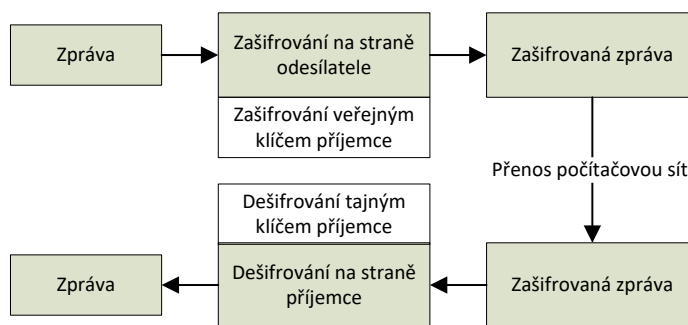 Zpráva
Zašifrování na straně
odesílatele
Zašifrovaná zpráva
Zašifrování veřejným
klíčem příjemce
Přenos počítačovou sít
Dešifrování tajným
klíčem příjemce
Zpráva
Dešifrování na straně
příjemce
Zašifrovaná zpráva